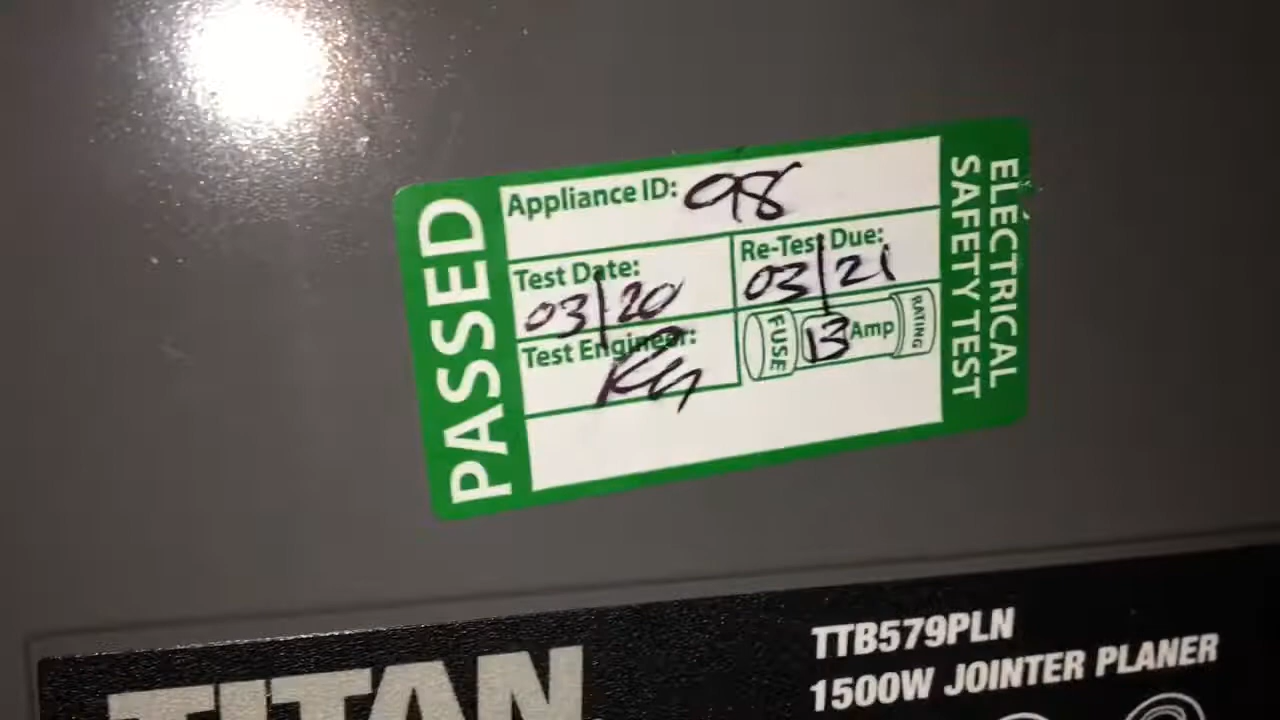 PASSED
Appliance ID: 98
Test Date:
03/20
Re-Test Due:
03/21
Test Engineer:
FUSE 13 Amp RATING
ELECTRICAL
SAFETY TEST
TITAN
TTB579PLN
1500W JOINTER PLANER